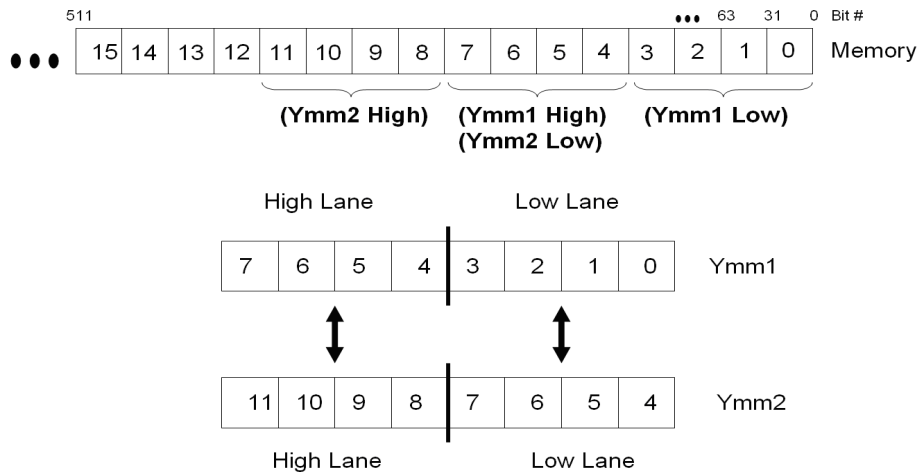 511 ••• 63 31 0 Bit #
••• 15 14 13 12 11 10 9 8 7 6 5 4 3 2 1 0 Memory
(Ymm2 High) (Ymm1 High) (Ymm1 Low)
(Ymm2 Low)
High Lane Low Lane
7 6 5 4 3 2 1 0 Ymm1
11 10 9 8 7 6 5 4 Ymm2
High Lane Low Lane